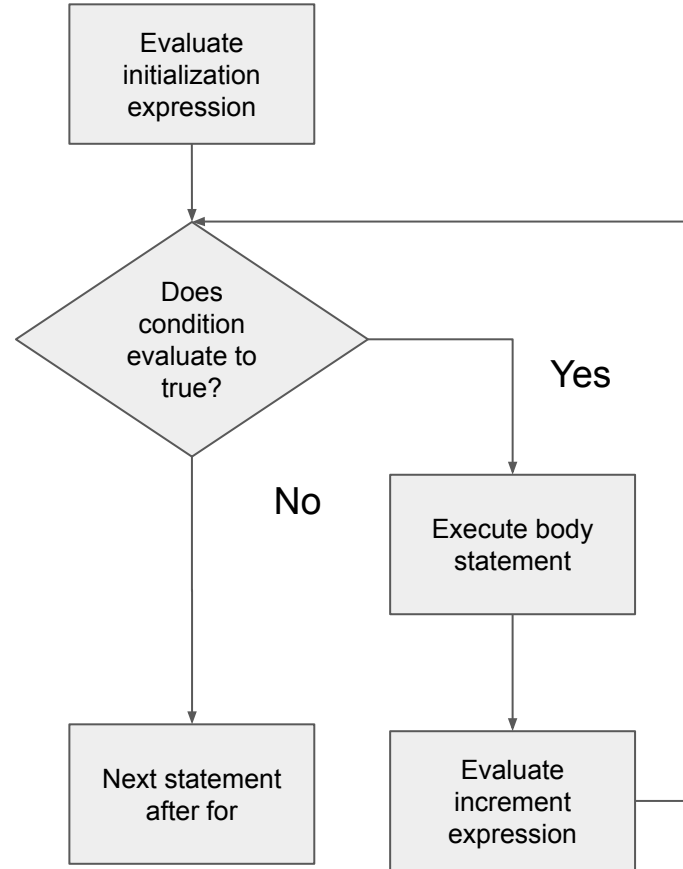 Evaluate
initialization
expression
Does
condition
evaluate to
true?
Yes
No
Execute body
statement
Next statement
after for
Evaluate
increment
expression